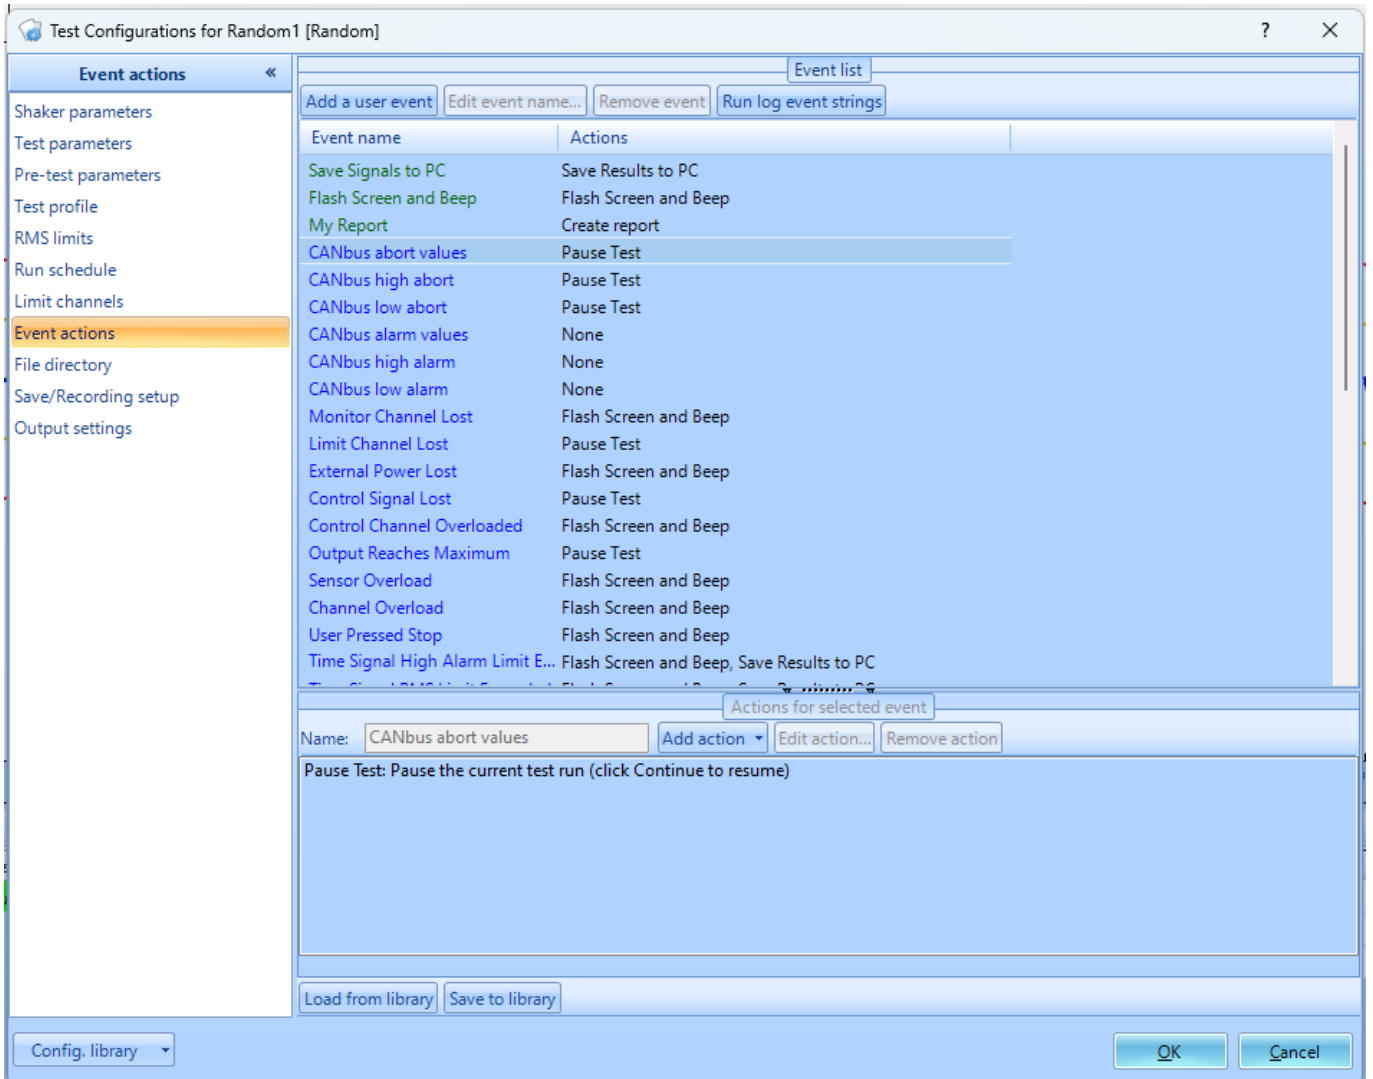 Test Configurations for Random1 [Random]
?
Event actions «
Shaker parameters
Test parameters
Pre-test parameters
Test profile
RMS limits
Run schedule
Limit channels
Event actions
File directory
Save/Recording setup
Output settings
Event list
Add a user event Edit event name... Remove event Run log event strings
Event name Actions
Save Signals to PC Save Results to PC
Flash Screen and Beep Flash Screen and Beep
My Report Create report
CANbus abort values Pause Test
CANbus high abort Pause Test
CANbus low abort Pause Test
CANbus alarm values None
CANbus high alarm None
CANbus low alarm None
Monitor Channel Lost Flash Screen and Beep
Limit Channel Lost Pause Test
External Power Lost Flash Screen and Beep
Control Signal Lost Pause Test
Control Channel Overloaded Flash Screen and Beep
Output Reaches Maximum Pause Test
Sensor Overload Flash Screen and Beep
Channel Overload Flash Screen and Beep
User Pressed Stop Flash Screen and Beep
Time Signal High Alarm Limit E... Flash Screen and Beep, Save Results to PC
Actions for selected event
Name: CANbus abort values Add action Edit action... Remove action
Pause Test: Pause the current test run (click Continue to resume)
Load from library Save to library
Config. library OK Cancel